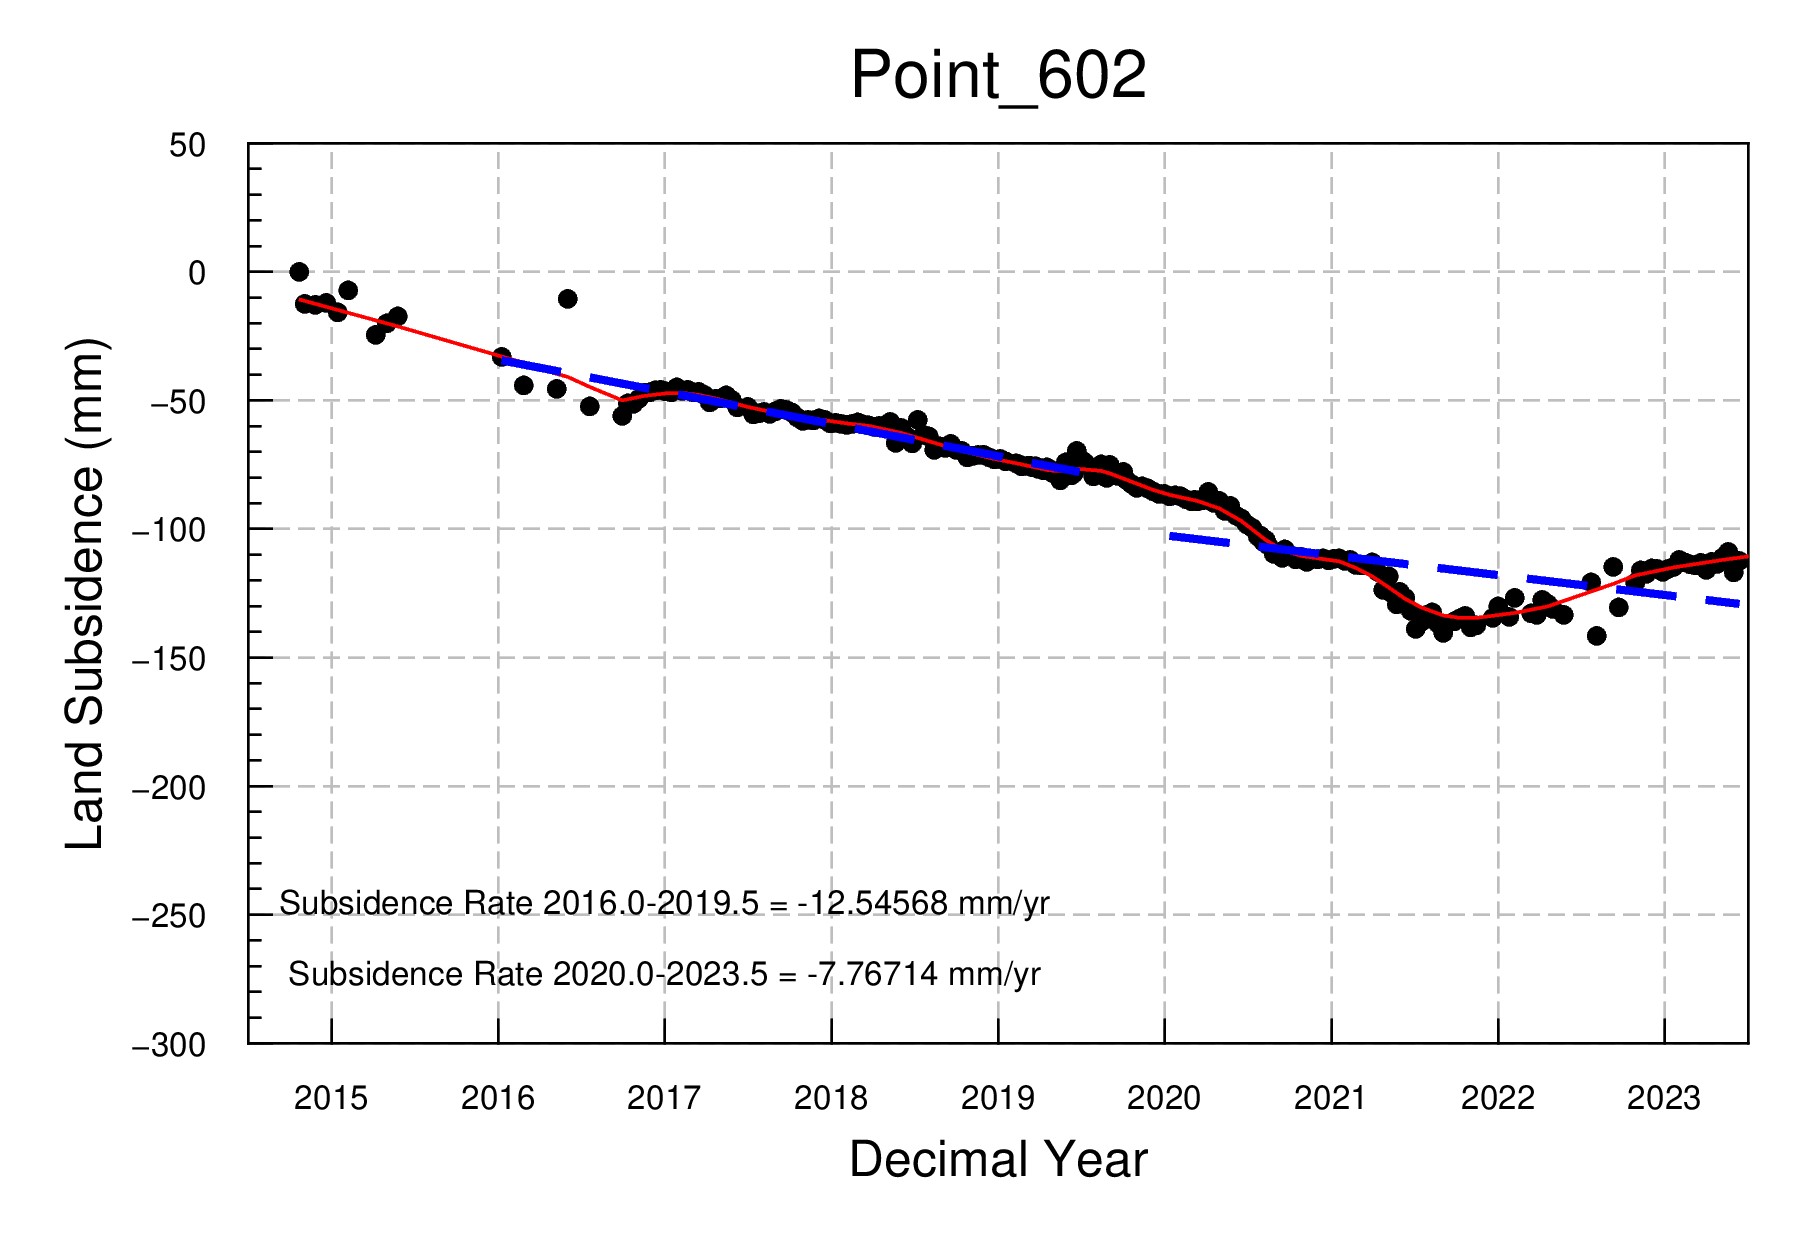 Point_602
50
0
−50
−100
−150
−200
−250
−300
Land Subsidence (mm)
Subsidence Rate 2016.0-2019.5 = -12.54568 mm/yr
Subsidence Rate 2020.0-2023.5 = -7.76714 mm/yr
2015 2016 2017 2018 2019 2020 2021 2022 2023
Decimal Year